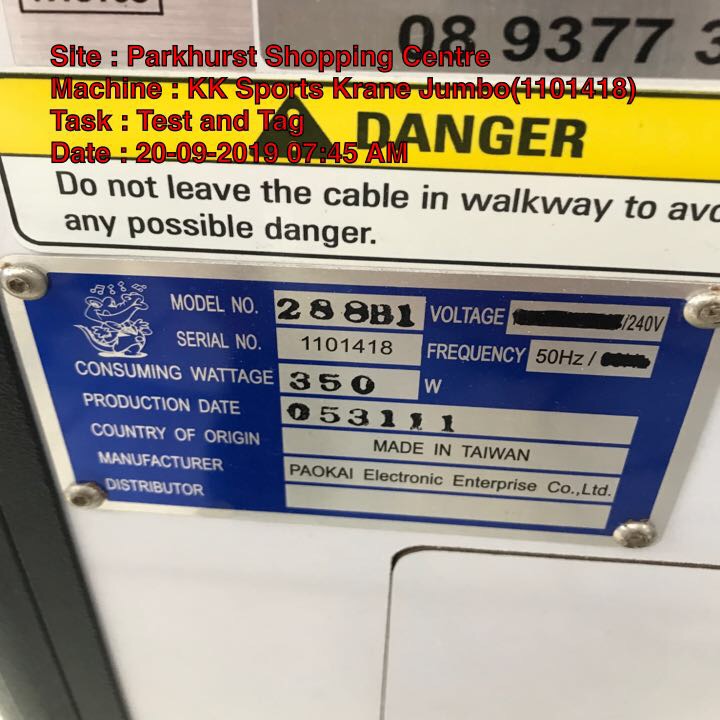 08 9377 3
Site : Parkhurst Shopping Centre
Machine : KK Sports Krane Jumbo(1101418)
Task : Test and Tag
Date : 20-09-2019 07:45 AM
DANGER
Do not leave the cable in walkway to avo
any possible danger.
MODEL NO. 288B1 VOLTAGE /240V
SERIAL NO. 1101418 FREQUENCY 50Hz /
CONSUMING WATTAGE 350 W
PRODUCTION DATE 053111
COUNTRY OF ORIGIN MADE IN TAIWAN
MANUFACTURER PAOKAI Electronic Enterprise Co.,Ltd.
DISTRIBUTOR